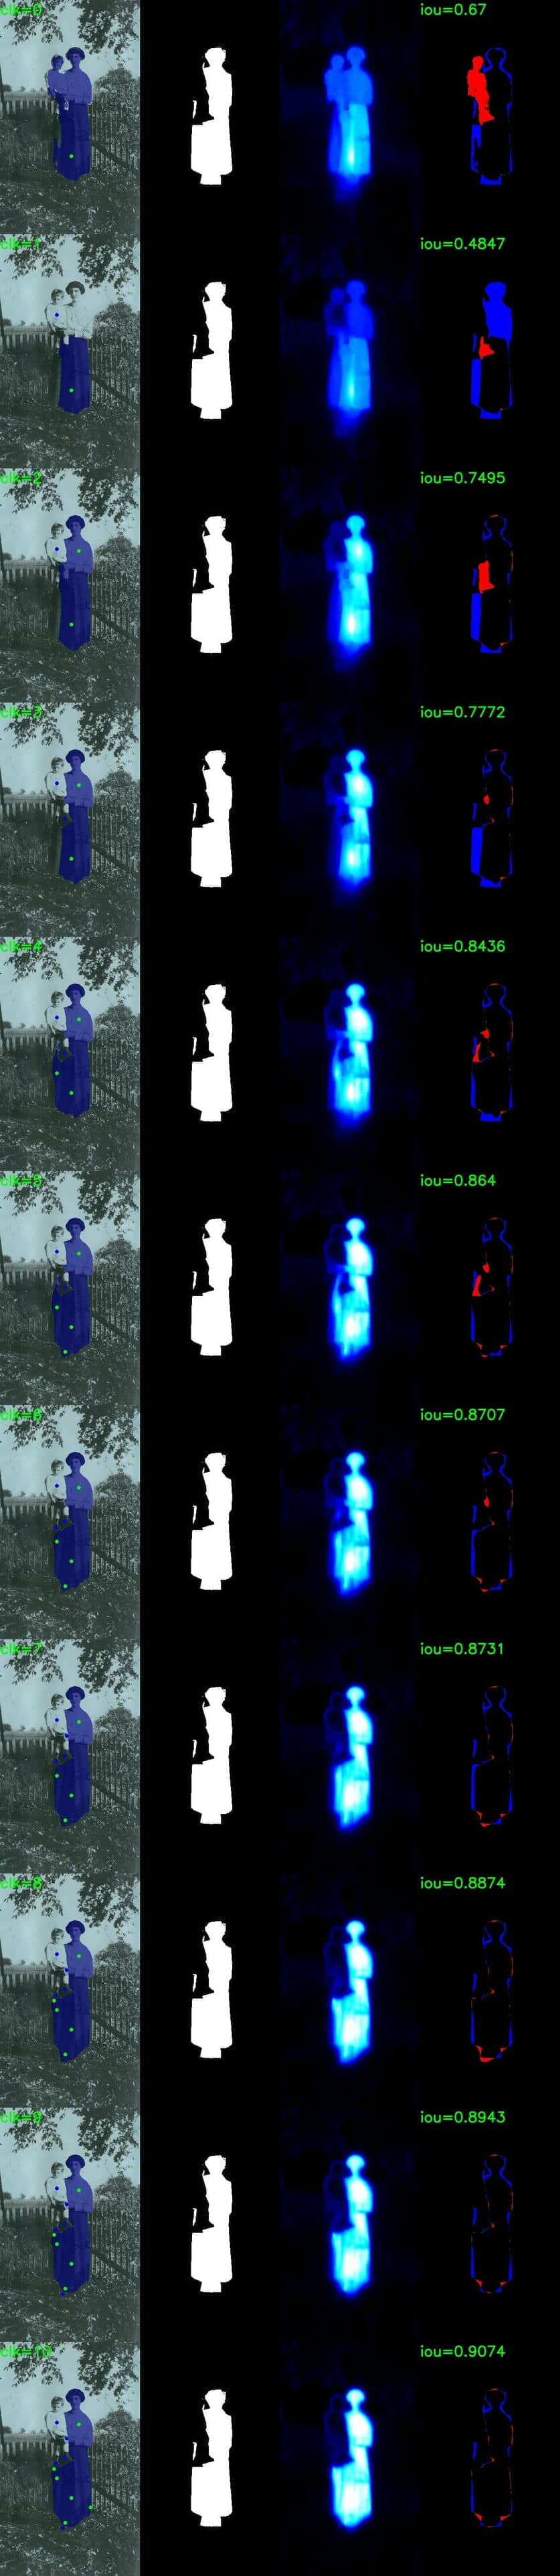 clk=0 iou=0.67
clk=1 iou=0.4847
clk=2 iou=0.7495
clk=3 iou=0.7772
clk=4 iou=0.8436
clk=5 iou=0.864
clk=6 iou=0.8707
clk=7 iou=0.8731
clk=8 iou=0.8874
clk=9 iou=0.8943
clk=10 iou=0.9074